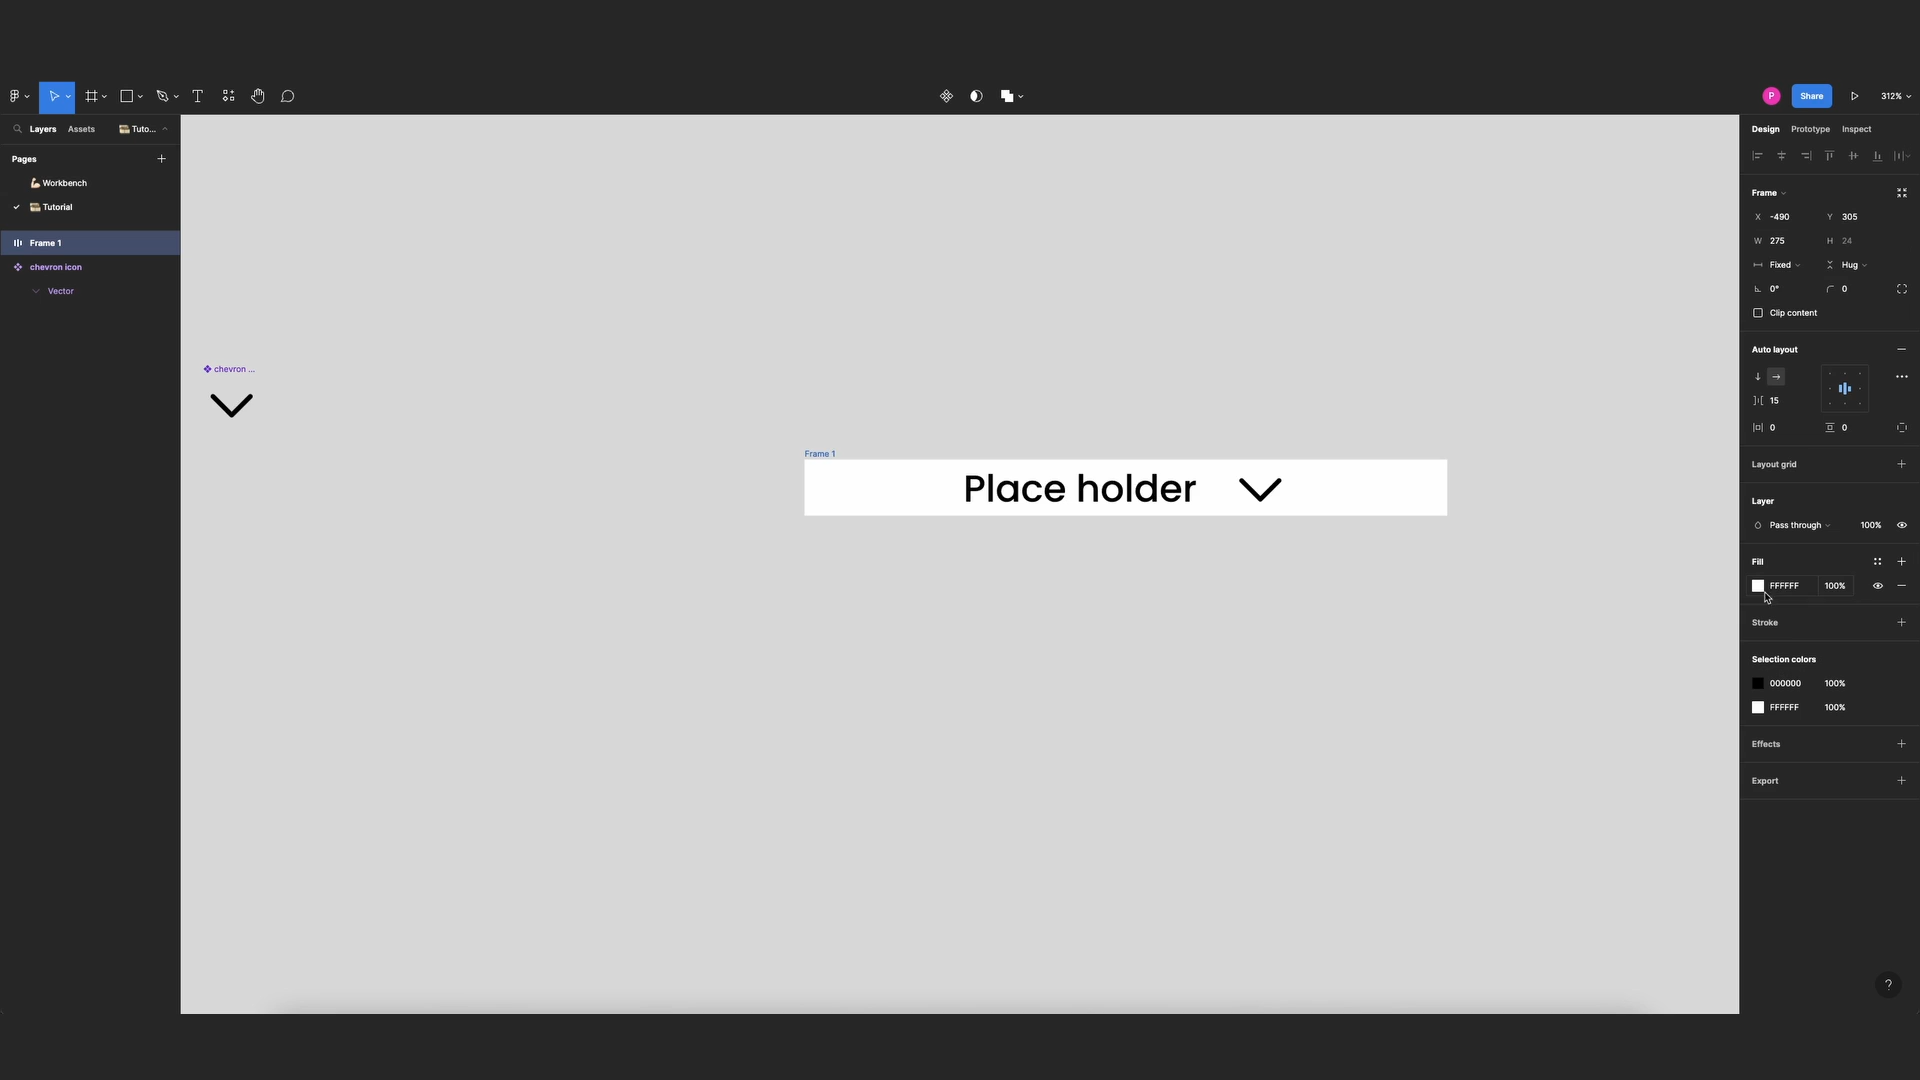 Share
312%
P
Layers
Assets
Tuto...
Pages
Workbench
Tutorial
Frame 1
chevron icon
Vector
chevron ...
Frame 1
Place holder
Design
Prototype
Inspect
Frame
X -490
Y 305
W 275
H 24
Fixed
Hug
0°
0
Clip content
Auto layout
15
0
0
Layout grid
Layer
Pass through
100%
Fill
FFFFFF
100%
Stroke
Selection colors
000000
100%
FFFFFF
100%
Effects
Export
?